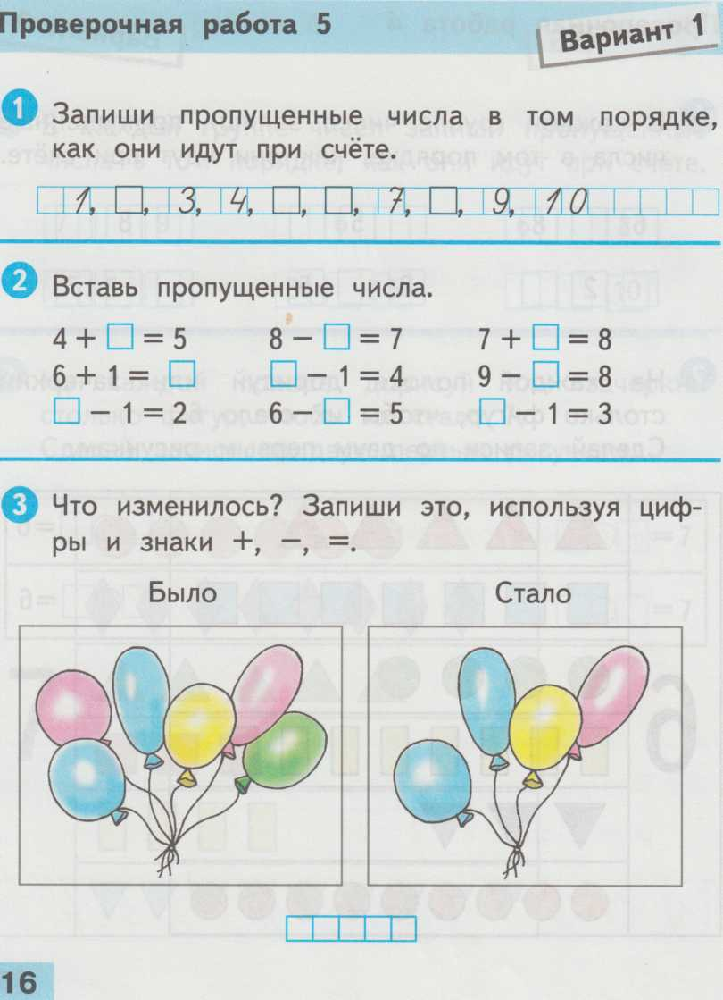 Проверочная работа 5
Вариант 1
1 Запиши пропущенные числа в том порядке,
как они идут при счёте.
1, □, 3, 4, □, □, 7, □, 9, 10
2 Вставь пропущенные числа.
4 + □ = 5 8 − □ = 7 7 + □ = 8
6 + 1 = □ □ − 1 = 4 9 − □ = 8
□ − 1 = 2 6 − □ = 5 □ − 1 = 3
3 Что изменилось? Запиши это, используя циф-
ры и знаки +, −, =.
Было Стало
16